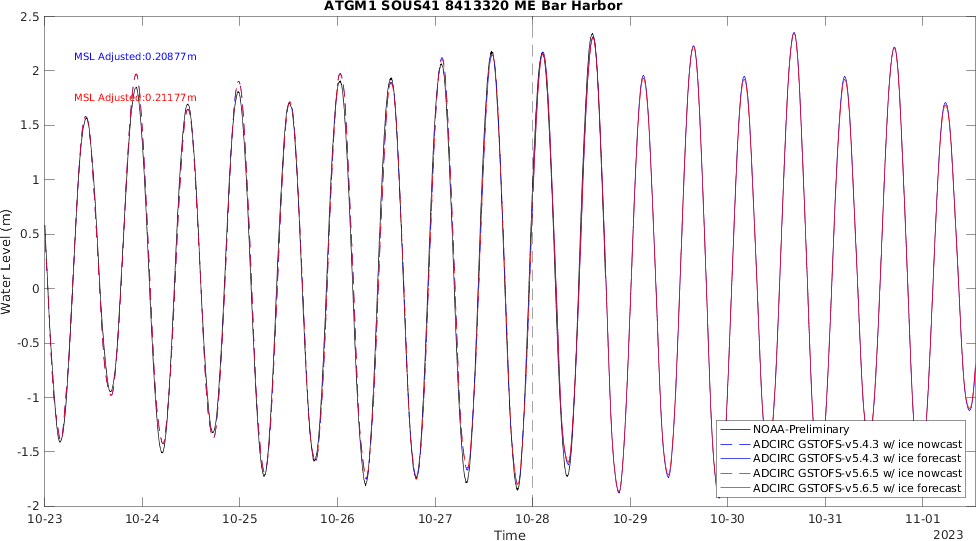 ATGM1 SOUS41 8413320 ME Bar Harbor
2.5
MSL Adjusted:0.20877m
2
MSL Adjusted:0.21177m
1.5
1
0.5
Water Level (m)
0
-0.5
-1
NOAA-Preliminary
ADCIRC GSTOFS-v5.4.3 w/ ice nowcast
-1.5
ADCIRC GSTOFS-v5.4.3 w/ ice forecast
ADCIRC GSTOFS-v5.6.5 w/ ice nowcast
ADCIRC GSTOFS-v5.6.5 w/ ice forecast
-2
10-23 10-24 10-25 10-26 10-27 10-28 10-29 10-30 10-31 11-01
Time
2023